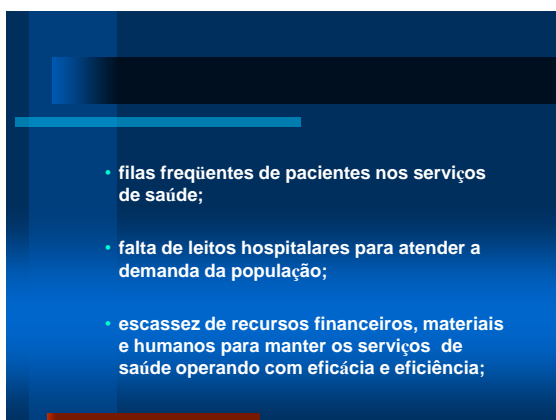 • filas freqüentes de pacientes nos serviços
de saúde;
• falta de leitos hospitalares para atender a
demanda da população;
• escassez de recursos financeiros, materiais
e humanos para manter os serviços de
saúde operando com eficácia e eficiência;